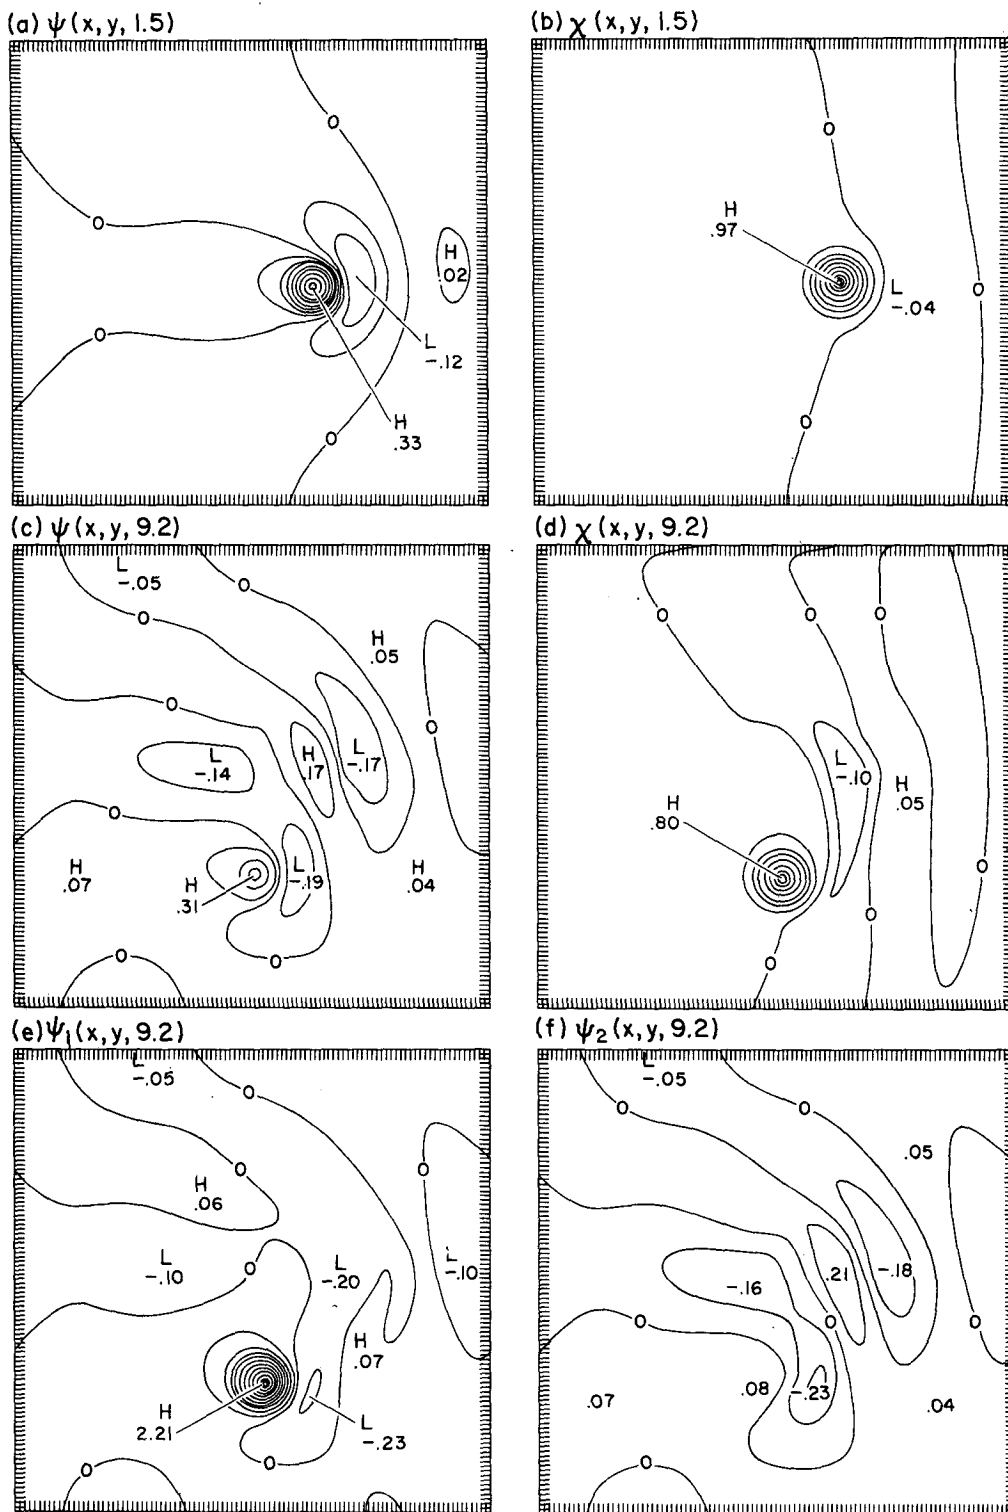 (a) ψ(x, y, 1.5)
(b) χ(x, y, 1.5)
0
0
H
.02
0
0
L
-.12
H
.33
0
0
H
.97
L
-.04
0
0
(c) ψ(x, y, 9.2)
(d) χ(x, y, 9.2)
L
-.05
0
0
H
.05
0
0
L
-.14
H
.17
L
-.17
0
H
.07
H
.31
L
-.19
H
.04
0
0
0
0
0
L
-.10
H
.05
H
.80
0
0
0
(e) ψ₁(x, y, 9.2)
(f) ψ₂(x, y, 9.2)
L
-.05
0
0
0
H
.06
L
-.10
0
L
-.20
L
-.10
H
.07
H
2.21
L
-.23
0
0
L
-.05
0
0
.05
-.16
.21
-.18
0
0
0
.07
.08
-.23
.04
0